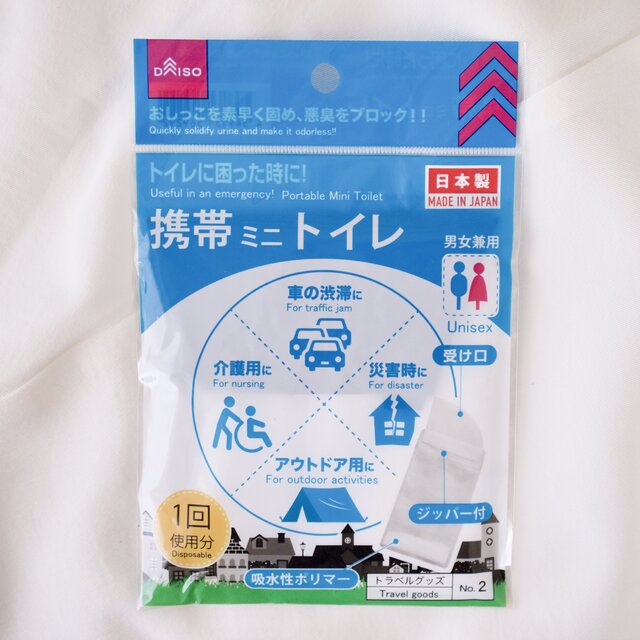 DAISO
おしっこを素早く固め、悪臭をブロック！！
Quickly solidify urine and make it odorless!!
トイレに困った時に！
Useful in an emergency! Portable Mini Toilet
日本製
MADE IN JAPAN
携帯ミニトイレ
男女兼用
Unisex
車の渋滞に
For traffic jam
介護用に
For nursing
災害時に
For disaster
アウトドア用に
For outdoor activities
受け口
ジッパー付
吸水性ポリマー
1回
使用分
Disposable
トラベルグッズ
Travel goods
No. 2